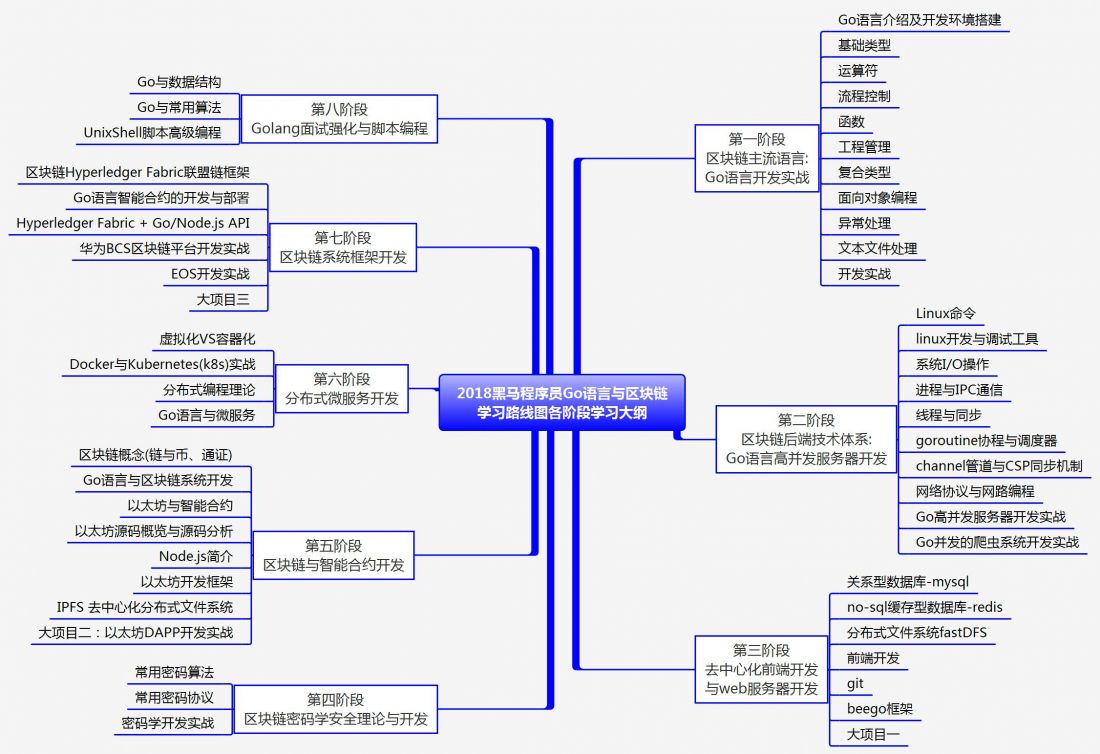 2018黑马程序员Go语言与区块链
学习路线图各阶段学习大纲
第一阶段
区块链主流语言:
Go语言开发实战
Go语言介绍及开发环境搭建
基础类型
运算符
流程控制
函数
工程管理
复合类型
面向对象编程
异常处理
文本文件处理
开发实战
第二阶段
区块链后端技术体系:
Go语言高并发服务器开发
Linux命令
linux开发与调试工具
系统I/O操作
进程与IPC通信
线程与同步
goroutine协程与调度器
channel管道与CSP同步机制
网络协议与网路编程
Go高并发服务器开发实战
Go并发的爬虫系统开发实战
第三阶段
去中心化前端开发
与web服务器开发
关系型数据库-mysql
no-sql缓存型数据库-redis
分布式文件系统fastDFS
前端开发
git
beego框架
大项目一
第四阶段
区块链密码学安全理论与开发
常用密码算法
常用密码协议
密码学开发实战
第五阶段
区块链与智能合约开发
区块链概念(链与币、通证)
Go语言与区块链系统开发
以太坊与智能合约
以太坊源码概览与源码分析
Node.js简介
以太坊开发框架
IPFS 去中心化分布式文件系统
大项目二：以太坊DAPP开发实战
第六阶段
分布式微服务开发
虚拟化VS容器化
Docker与Kubernetes(k8s)实战
分布式编程理论
Go语言与微服务
第七阶段
区块链系统框架开发
区块链Hyperledger Fabric联盟链框架
Go语言智能合约的开发与部署
Hyperledger Fabric + Go/Node.js API
华为BCS区块链平台开发实战
EOS开发实战
大项目三
第八阶段
Golang面试强化与脚本编程
Go与数据结构
Go与常用算法
UnixShell脚本高级编程